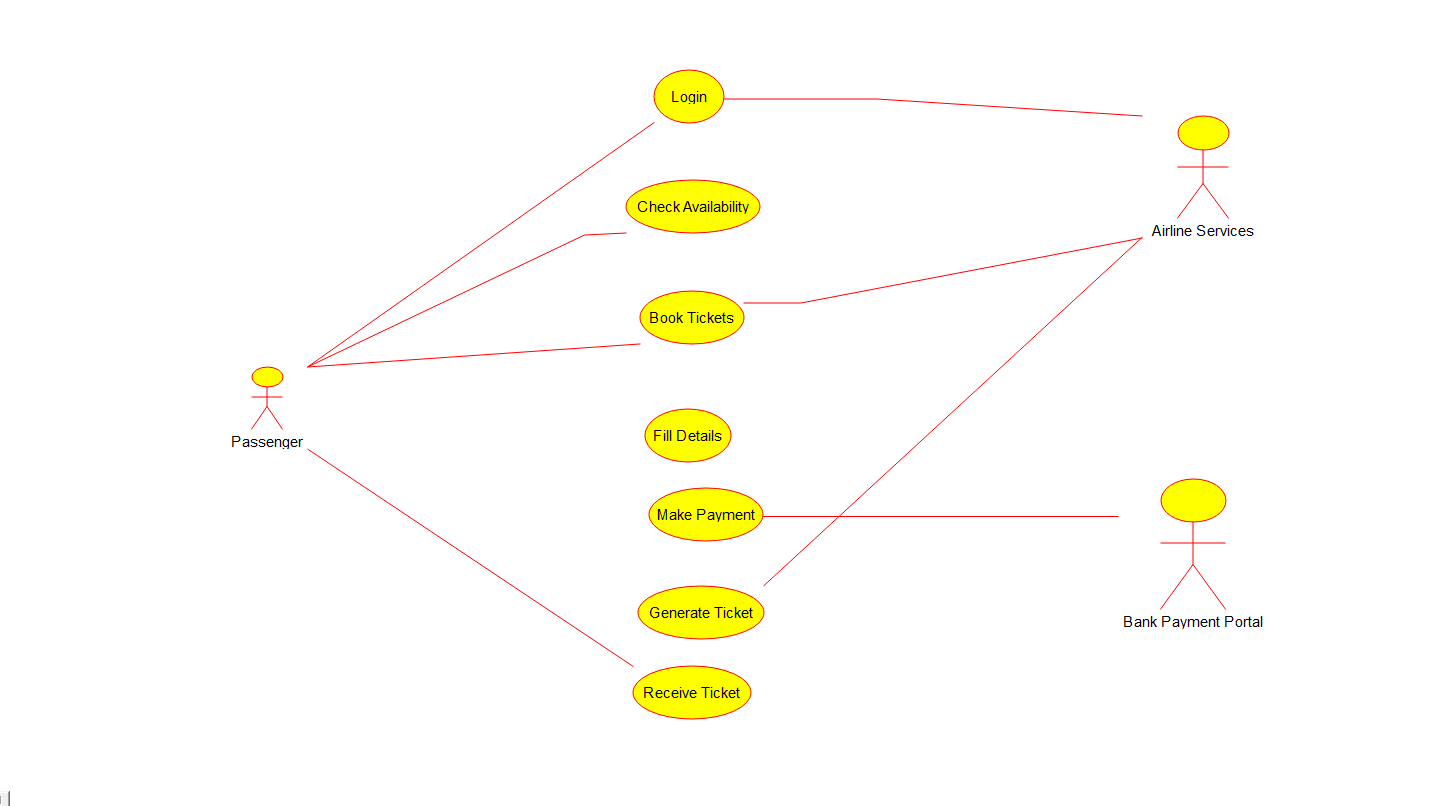 Login
Check Availability
Airline Services
Book Tickets
Passenger
Fill Details
Make Payment
Generate Ticket
Bank Payment Portal
Receive Ticket